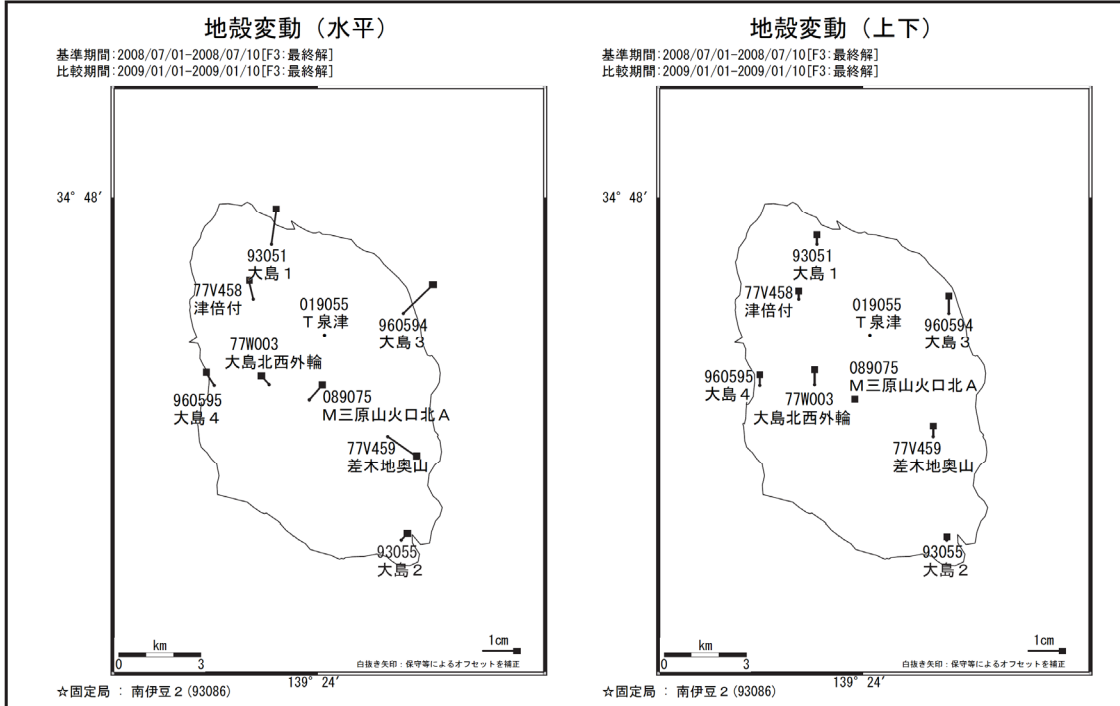 地殻変動（水平）
基準期間:2008/07/01-2008/07/10[F3:最終解]
比較期間:2009/01/01-2009/01/10[F3:最終解]
34° 48′
93051
大島１
77V458
津倍付
019055
Ｔ泉津
960594
大島３
77W003
大島北西外輪
960595
大島４
089075
Ｍ三原山火口北Ａ
77V459
差木地奥山
93055
大島２
km
0 3
1cm
白抜き矢印：保守等によるオフセットを補正
139° 24′
☆固定局 ： 南伊豆２(93086)
地殻変動（上下）
基準期間:2008/07/01-2008/07/10[F3:最終解]
比較期間:2009/01/01-2009/01/10[F3:最終解]
34° 48′
93051
大島１
77V458
津倍付
019055
Ｔ泉津
960594
大島３
960595
大島４
77W003
大島北西外輪
089075
Ｍ三原山火口北Ａ
77V459
差木地奥山
93055
大島２
km
0 3
1cm
白抜き矢印：保守等によるオフセットを補正
139° 24′
☆固定局 ： 南伊豆２(93086)